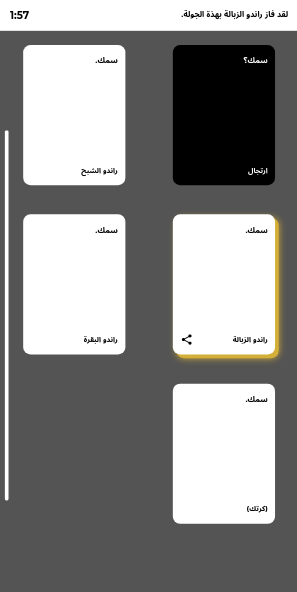 لقد فاز راندو الزبالة بهذة الجولة.
1:57
سمك؟
ارتجال
سمك.
راندو الشبح
سمك.
راندو الزبالة
سمك.
راندو البقرة
سمك.
(كرتك)